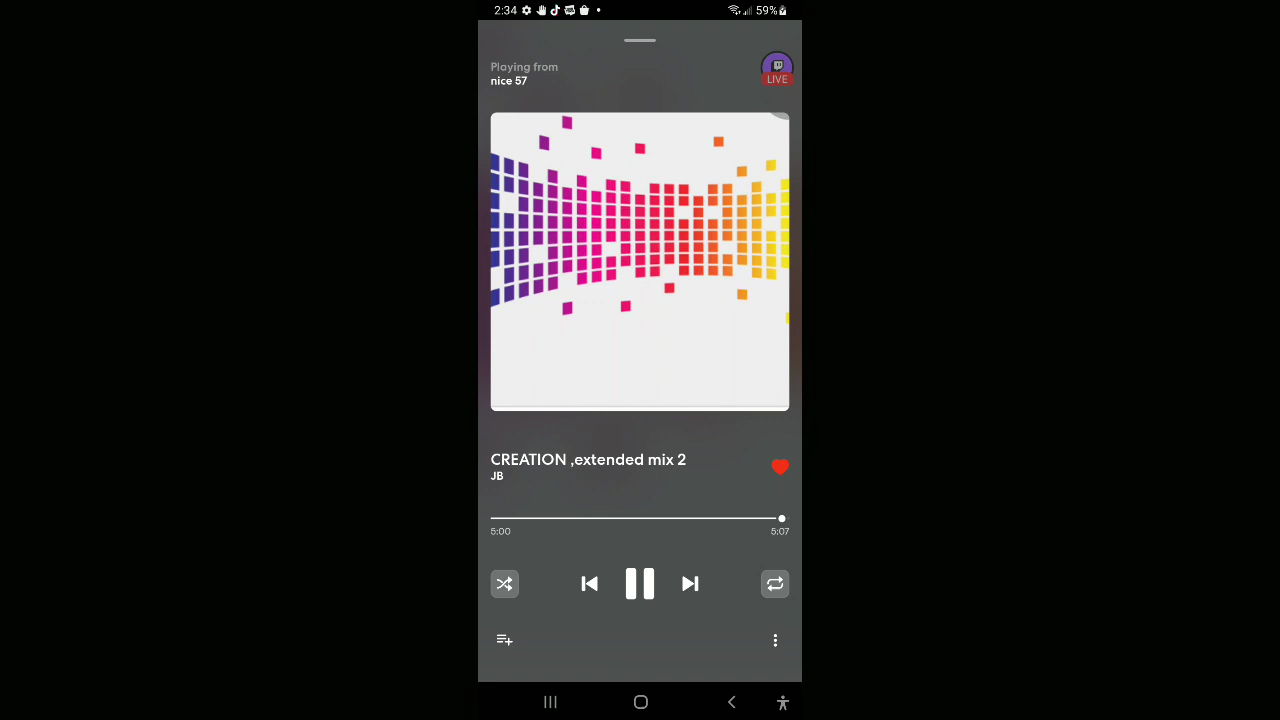 2:34
59%
Playing from
nice 57
LIVE
CREATION ,extended mix 2
JB
5:00
5:07